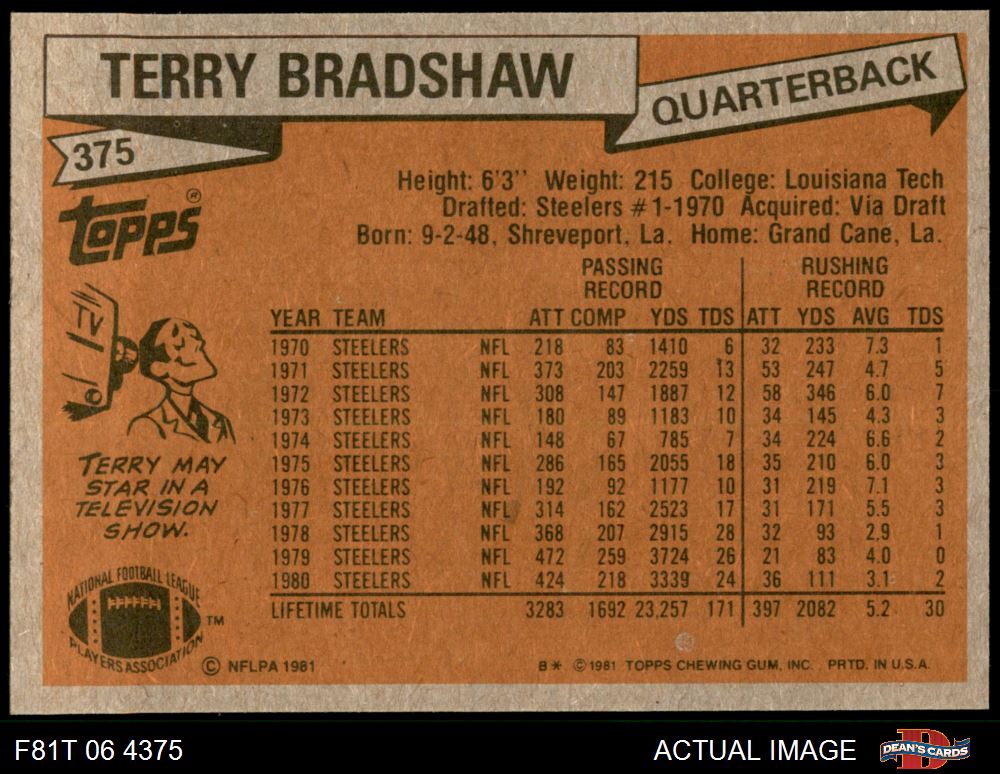 TERRY BRADSHAW
QUARTERBACK
375
Topps®
Height: 6'3'' Weight: 215 College: Louisiana Tech
Drafted: Steelers #1-1970 Acquired: Via Draft
Born: 9-2-48, Shreveport, La. Home: Grand Cane, La.
PASSING RECORD RUSHING RECORD
YEAR TEAM ATT COMP YDS TDS ATT YDS AVG TDS
1970 STEELERS NFL 218 83 1410 6 32 233 7.3 1
1971 STEELERS NFL 373 203 2259 13 53 247 4.7 5
1972 STEELERS NFL 308 147 1887 12 58 346 6.0 7
1973 STEELERS NFL 180 89 1183 10 34 145 4.3 3
1974 STEELERS NFL 148 67 785 7 34 224 6.6 2
1975 STEELERS NFL 286 165 2055 18 35 210 6.0 3
1976 STEELERS NFL 192 92 1177 10 31 219 7.1 3
1977 STEELERS NFL 314 162 2523 17 31 171 5.5 3
1978 STEELERS NFL 368 207 2915 28 32 93 2.9 1
1979 STEELERS NFL 472 259 3724 26 21 83 4.0 0
1980 STEELERS NFL 424 218 3339 24 36 111 3.1 2
LIFETIME TOTALS 3283 1692 23,257 171 397 2082 5.2 30
TV
TERRY MAY
STAR IN A
TELEVISION
SHOW.
NATIONAL FOOTBALL LEAGUE
PLAYERS ASSOCIATION
TM
© NFLPA 1981
B* © 1981 TOPPS CHEWING GUM, INC. PRTD. IN U.S.A.
F81T 06 4375
ACTUAL IMAGE
DEAN'S CARDS